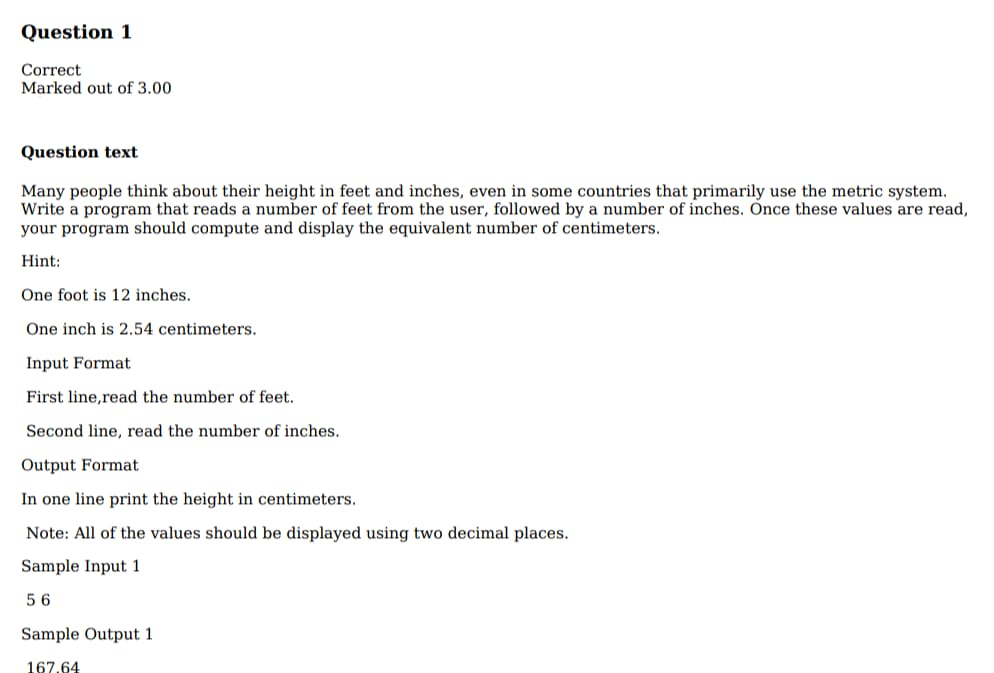 Question 1
Correct
Marked out of 3.00
Question text
Many people think about their height in feet and inches, even in some countries that primarily use the metric system.
Write a program that reads a number of feet from the user, followed by a number of inches. Once these values are read,
your program should compute and display the equivalent number of centimeters.
Hint:
One foot is 12 inches.
One inch is 2.54 centimeters.
Input Format
First line,read the number of feet.
Second line, read the number of inches.
Output Format
In one line print the height in centimeters.
Note: All of the values should be displayed using two decimal places.
Sample Input 1
5 6
Sample Output 1
167.64